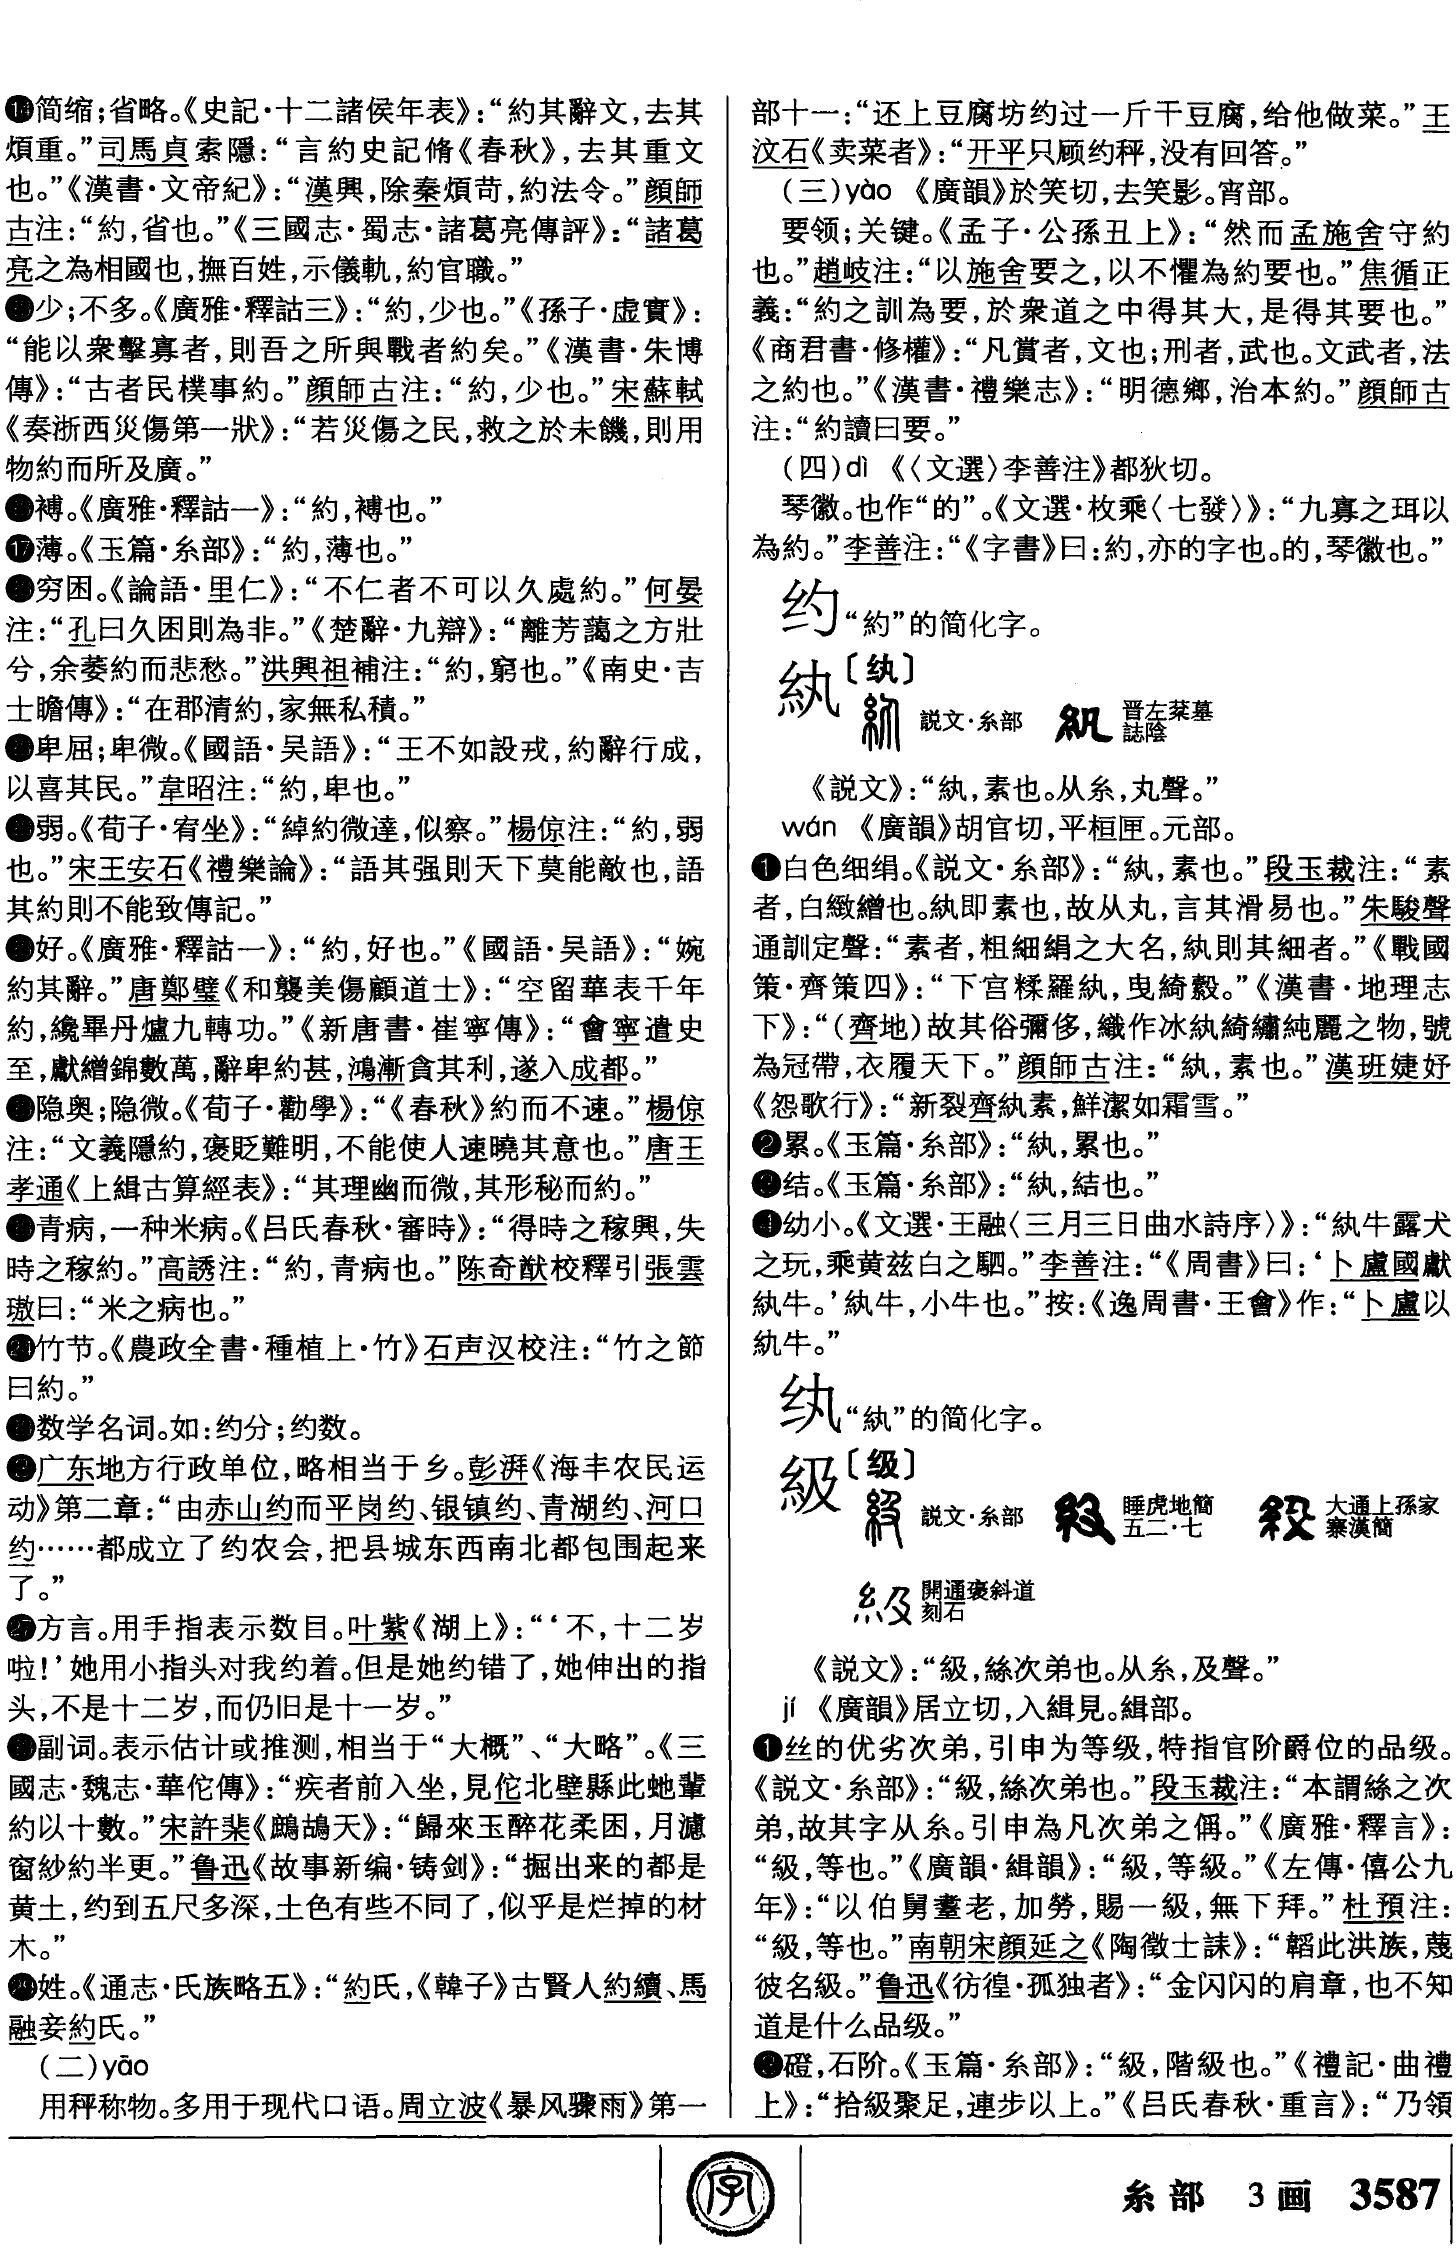 ⓮简缩；省略。《史記·十二諸侯年表》：“約其辭文，去其
煩重。”司馬貞索隱：“言約史記脩《春秋》，去其重文
也。”《漢書·文帝紀》：“漢興，除秦煩苛，約法令。”顔師
古注：“約，省也。”《三國志·蜀志·諸葛亮傳評》：“諸葛
亮之為相國也，撫百姓，示儀軌，約官職。”
⓯少；不多。《廣雅·釋詁三》：“約，少也。”《孫子·虚實》：
“能以衆擊寡者，則吾之所與戰者約矣。”《漢書·朱博
傳》：“古者民樸事約。”顔師古注：“約，少也。”宋蘇軾
《奏浙西災傷第一狀》：“若災傷之民，救之於未饑，則用
物約而所及廣。”
⓰䙏。《廣雅·釋詁一》：“約，䙏也。”
⓱薄。《玉篇·糸部》：“約，薄也。”
⓲穷困。《論語·里仁》：“不仁者不可以久處約。”何晏
注：“孔曰久困則為非。”《楚辭·九辯》：“離芳藹之方壯
兮，余萎約而悲愁。”洪興祖補注：“約，窮也。”《南史·吉
士瞻傳》：“在郡清約，家無私積。”
⓳卑屈；卑微。《國語·吴語》：“王不如設戎，約辭行成，
以喜其民。”韋昭注：“約，卑也。”
⓴弱。《荀子·宥坐》：“綽約微達，似察。”楊倞注：“約，弱
也。”宋王安石《禮樂論》：“語其强則天下莫能敵也，語
其約則不能致傳記。”
㉑好。《廣雅·釋詁一》：“約，好也。”《國語·吴語》：“婉
約其辭。”唐鄭璧《和襲美傷顧道士》：“空留華表千年
約，纔畢丹爐九轉功。”《新唐書·崔寧傳》：“會寧遣史
至，獻繒錦數萬，辭卑約甚，鴻漸貪其利，遂入成都。”
㉒隐奥；隐微。《荀子·勸學》：“《春秋》約而不速。”楊倞
注：“文義隱約，褒貶難明，不能使人速曉其意也。”唐王
孝通《上緝古算經表》：“其理幽而微，其形秘而約。”
㉓青病，一种米病。《吕氏春秋·審時》：“得時之稼興，失
時之稼約。”高誘注：“約，青病也。”陈奇猷校釋引張雲
璈曰：“米之病也。”
㉔竹节。《農政全書·種植上·竹》石声汉校注：“竹之節
曰約。”
㉕数学名词。如：约分；约数。
㉖广东地方行政单位，略相当于乡。彭湃《海丰农民运
动》第二章：“由赤山约而平岗约、银镇约、青湖约、河口
约……都成立了约农会，把县城东西南北都包围起来
了。”
㉗方言。用手指表示数目。叶紫《湖上》：“‘不，十二岁
啦！’她用小指头对我约着。但是她约错了，她伸出的指
头，不是十二岁，而仍旧是十一岁。”
㉘副词。表示估计或推测，相当于“大概”、“大略”。《三
國志·魏志·華佗傳》：“疾者前入坐，見佗北壁縣此虵輩
約以十數。”宋許棐《鷓鴣天》：“歸來玉醉花柔困，月濾
窗紗約半更。”鲁迅《故事新编·铸剑》：“掘出来的都是
黄土，约到五尺多深，土色有些不同了，似乎是烂掉的材
木。”
㉙姓。《通志·氏族略五》：“約氏，《韓子》古賢人約續、馬
融妾約氏。”
（二）yāo
用秤称物。多用于现代口语。周立波《暴风骤雨》第一
部十一：“还上豆腐坊约过一斤干豆腐，给他做菜。”王
汶石《卖菜者》：“开平只顾约秤，没有回答。”
（三）yào　《廣韻》於笑切，去笑影。宵部。
要领；关键。《孟子·公孫丑上》：“然而孟施舍守約
也。”趙岐注：“以施舍要之，以不懼為約要也。”焦循正
義：“約之訓為要，於衆道之中得其大，是得其要也。”
《商君書·修權》：“凡賞者，文也；刑者，武也。文武者，法
之約也。”《漢書·禮樂志》：“明德鄉，治本約。”顔師古
注：“約讀曰要。”
（四）dì　《〈文選〉李善注》都狄切。
琴徽。也作“的”。《文選·枚乘〈七發〉》：“九寡之珥以
為約。”李善注：“《字書》曰：約，亦的字也。的，琴徽也。”
约 “約”的简化字。
紈〔纨〕
説文·糸部　晋左棻墓誌陰
《説文》：“紈，素也。从糸，丸聲。”
wán　《廣韻》胡官切，平桓匣。元部。
❶白色细绢。《説文·糸部》：“紈，素也。”段玉裁注：“素
者，白緻繒也。紈即素也，故从丸，言其滑易也。”朱駿聲
通訓定聲：“素者，粗細絹之大名，紈則其細者。”《戰國
策·齊策四》：“下宫糅羅紈，曳綺縠。”《漢書·地理志
下》：“（齊地）故其俗彌侈，織作冰紈綺繡純麗之物，號
為冠帶，衣履天下。”顔師古注：“紈，素也。”漢班婕妤
《怨歌行》：“新裂齊紈素，鮮潔如霜雪。”
❷累。《玉篇·糸部》：“紈，累也。”
❸结。《玉篇·糸部》：“紈，結也。”
❹幼小。《文選·王融〈三月三日曲水詩序〉》：“紈牛露犬
之玩，乘黄兹白之駟。”李善注：“《周書》曰：‘卜盧國獻
紈牛。’紈牛，小牛也。”按：《逸周書·王會》作：“卜盧以
紈牛。”
纨 “紈”的简化字。
級〔级〕
説文·糸部　睡虎地簡五二·七　大通上孫家寨漢簡
開通褒斜道刻石
《説文》：“級，絲次弟也。从糸，及聲。”
jí　《廣韻》居立切，入緝見。緝部。
❶丝的优劣次弟，引申为等级，特指官阶爵位的品级。
《説文·糸部》：“級，絲次弟也。”段玉裁注：“本謂絲之次
弟，故其字从糸。引申為凡次弟之偁。”《廣雅·釋言》：
“級，等也。”《廣韻·緝韻》：“級，等級。”《左傳·僖公九
年》：“以伯舅耋老，加勞，賜一級，無下拜。”杜預注：
“級，等也。”南朝宋顔延之《陶徵士誄》：“韜此洪族，蔑
彼名級。”鲁迅《彷徨·孤独者》：“金闪闪的肩章，也不知
道是什么品级。”
❷磴，石阶。《玉篇·糸部》：“級，階級也。”《禮記·曲禮
上》：“拾級聚足，連步以上。”《吕氏春秋·重言》：“乃領
字
糸部　3画　3587